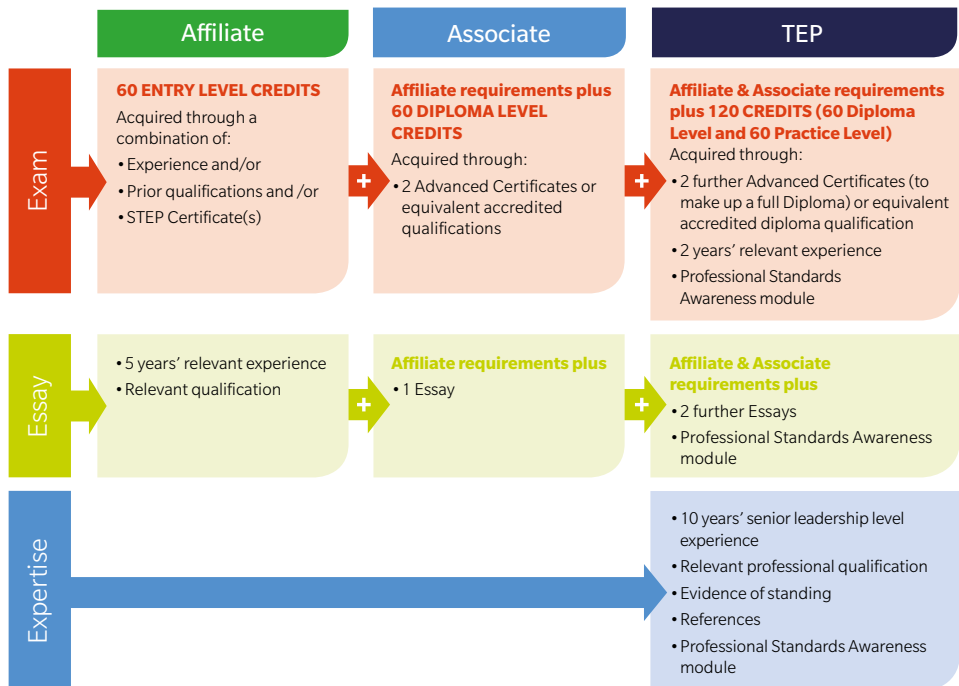 Affiliate
Associate
TEP
Exam
60 ENTRY LEVEL CREDITS
Acquired through a
combination of:
• Experience and/or
• Prior qualifications and /or
• STEP Certificate(s)
+
Affiliate requirements plus
60 DIPLOMA LEVEL
CREDITS
Acquired through:
• 2 Advanced Certificates or
equivalent accredited
qualifications
+
Affiliate & Associate requirements
plus 120 CREDITS (60 Diploma
Level and 60 Practice Level)
Acquired through:
• 2 further Advanced Certificates (to
make up a full Diploma) or equivalent
accredited diploma qualification
• 2 years’ relevant experience
• Professional Standards
Awareness module
Essay
• 5 years’ relevant experience
• Relevant qualification
+
Affiliate requirements plus
• 1 Essay
+
Affiliate & Associate
requirements plus
• 2 further Essays
• Professional Standards Awareness
module
Expertise
• 10 years’ senior leadership level
experience
• Relevant professional qualification
• Evidence of standing
• References
• Professional Standards Awareness
module